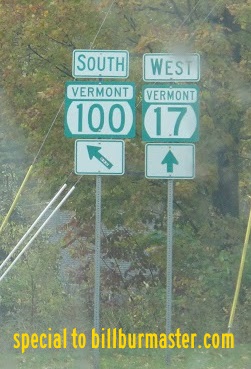 SOUTH
WEST
VERMONT
100
VERMONT
17
special to billburmaster.com